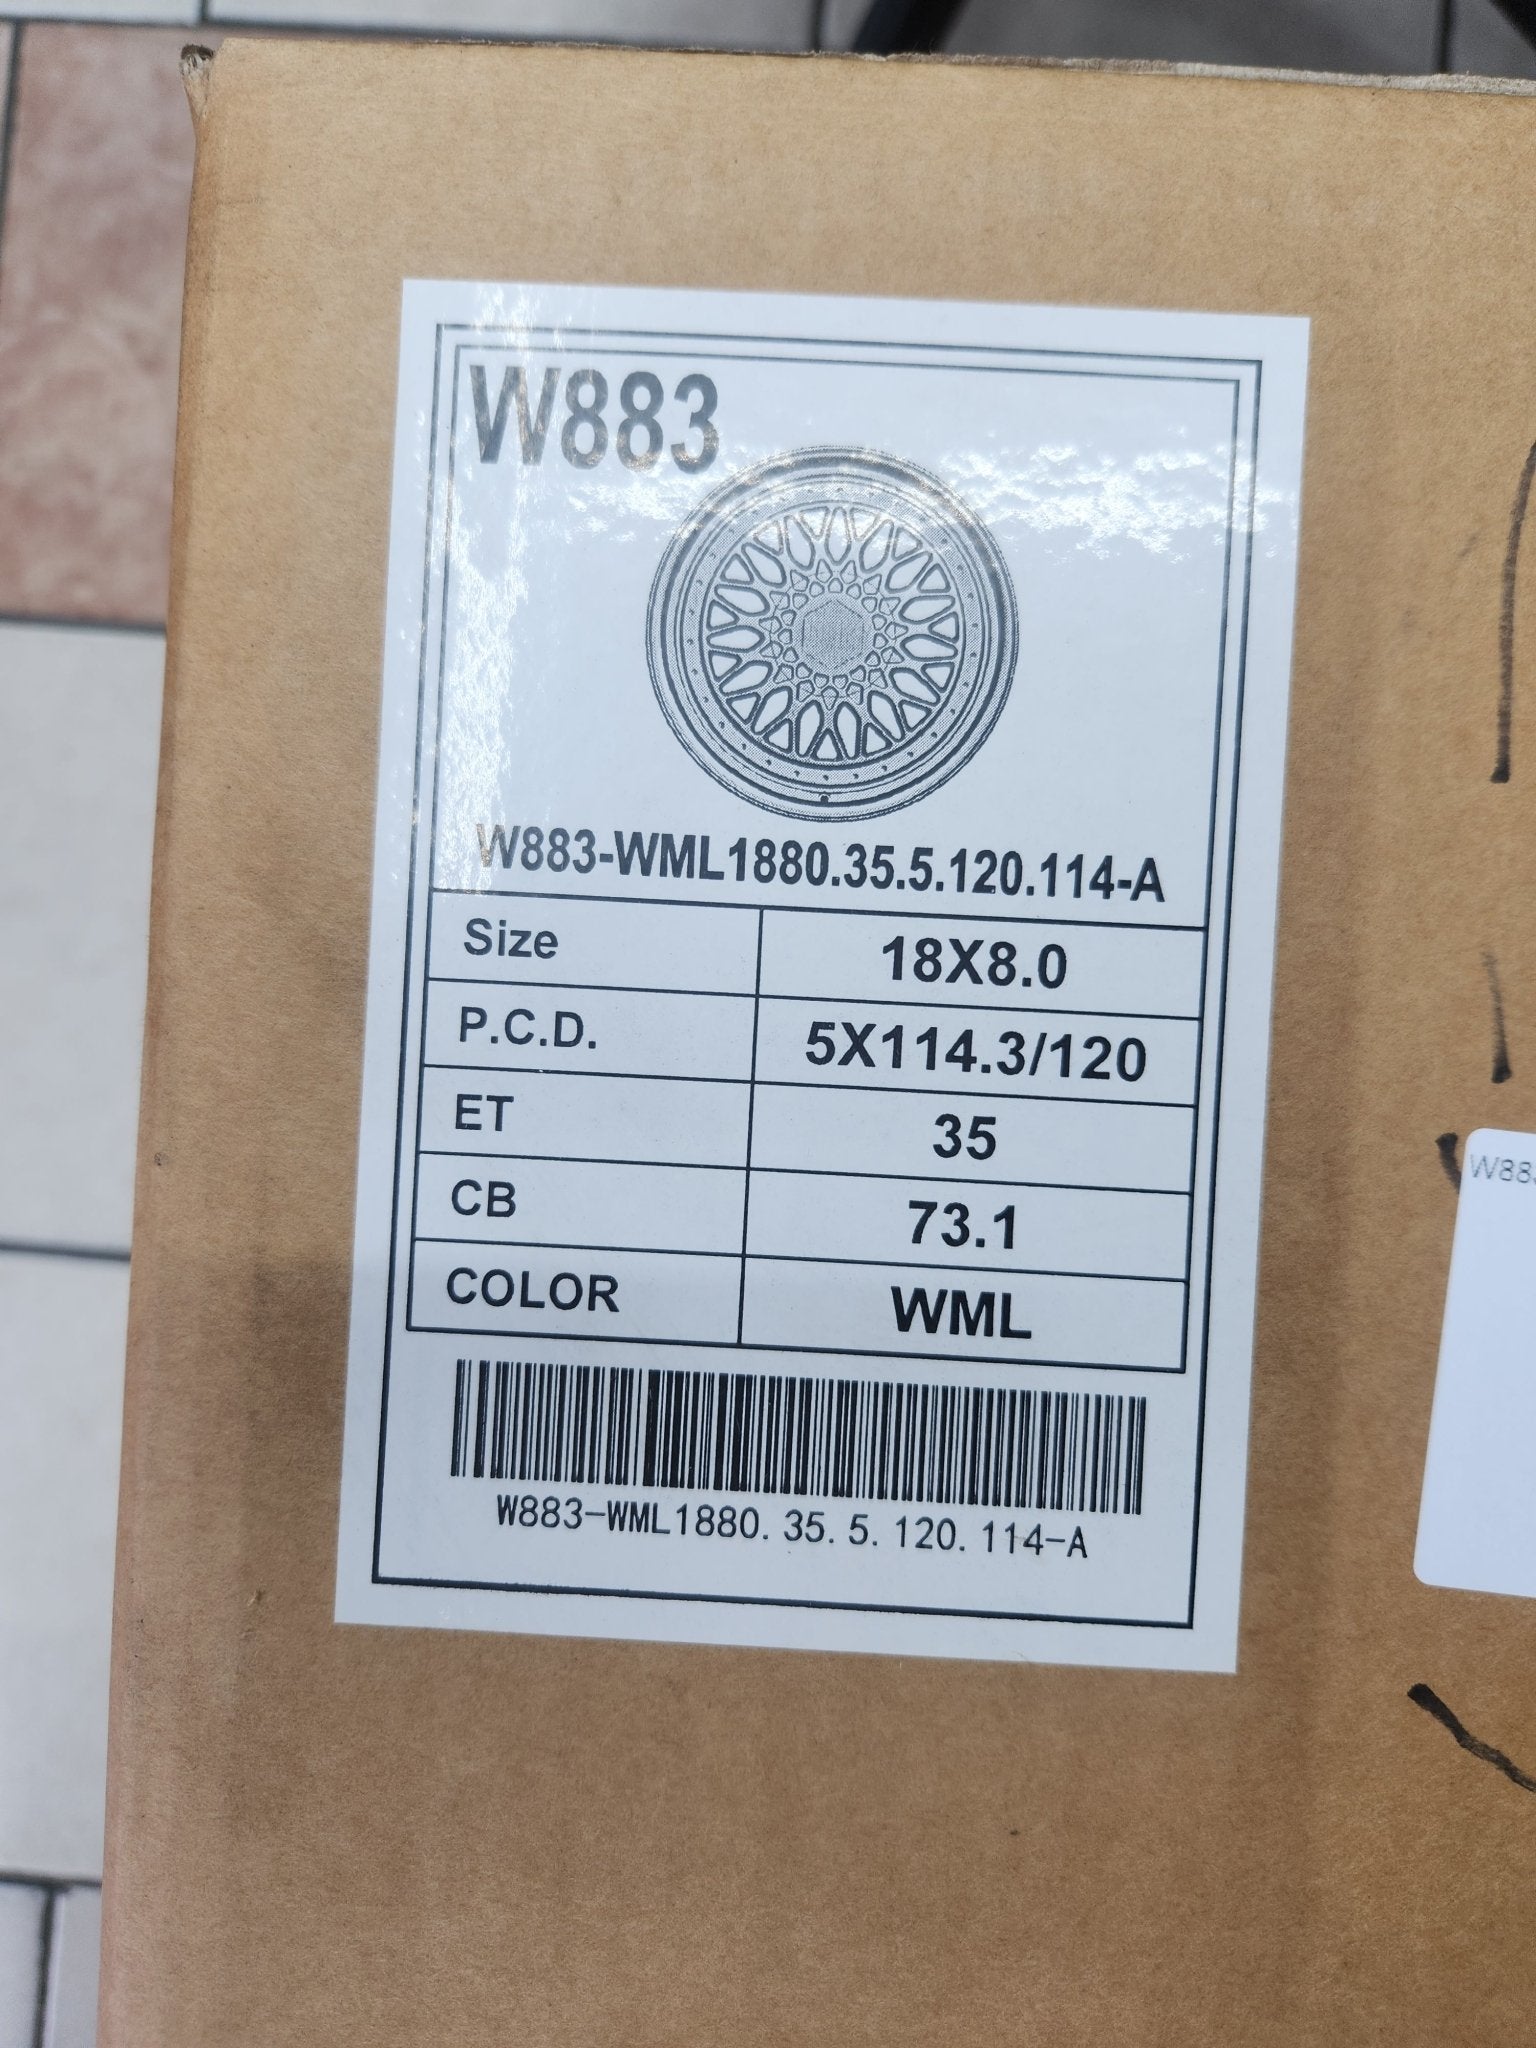 W883
W883-WML1880.35.5.120.114-A
Size 18X8.0
P.C.D. 5X114.3/120
ET 35
CB 73.1
COLOR WML
W883-WML1880.35.5.120.114-A